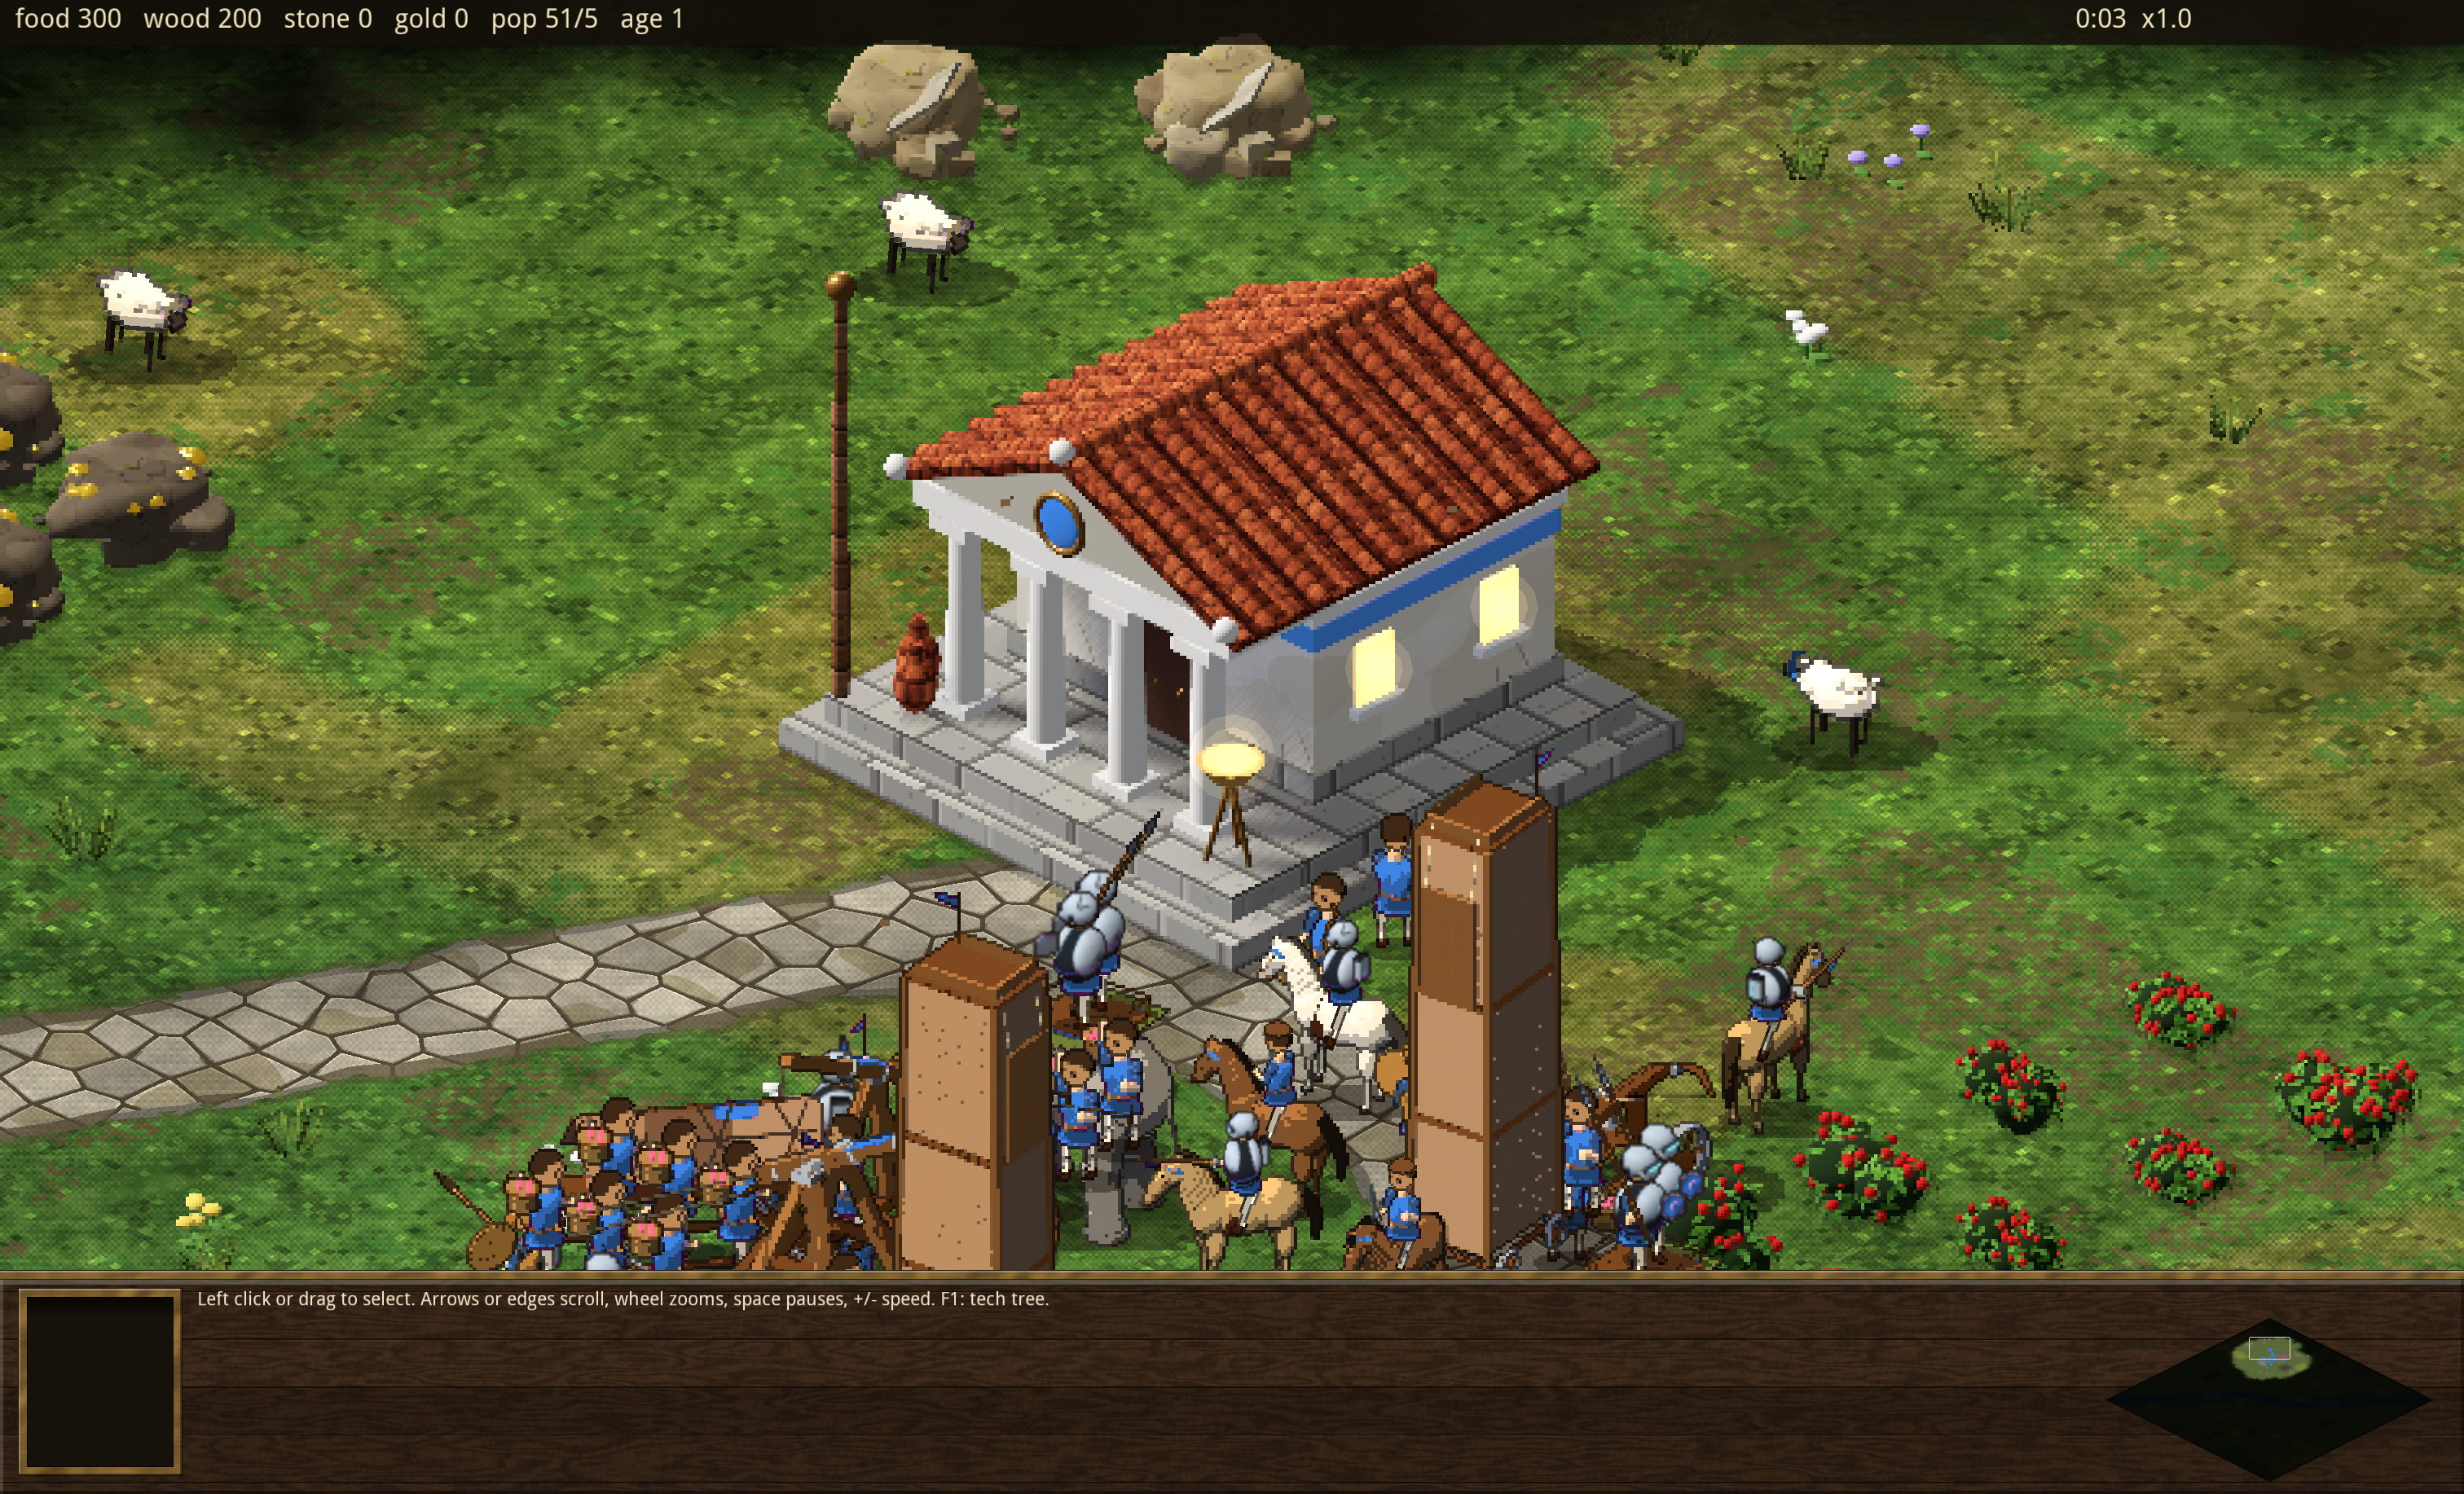 food 300 wood 200 stone 0 gold 0 pop 51/5 age 1 0:03 x1.0
Left click or drag to select. Arrows or edges scroll, wheel zooms, space pauses, +/- speed. F1: tech tree.